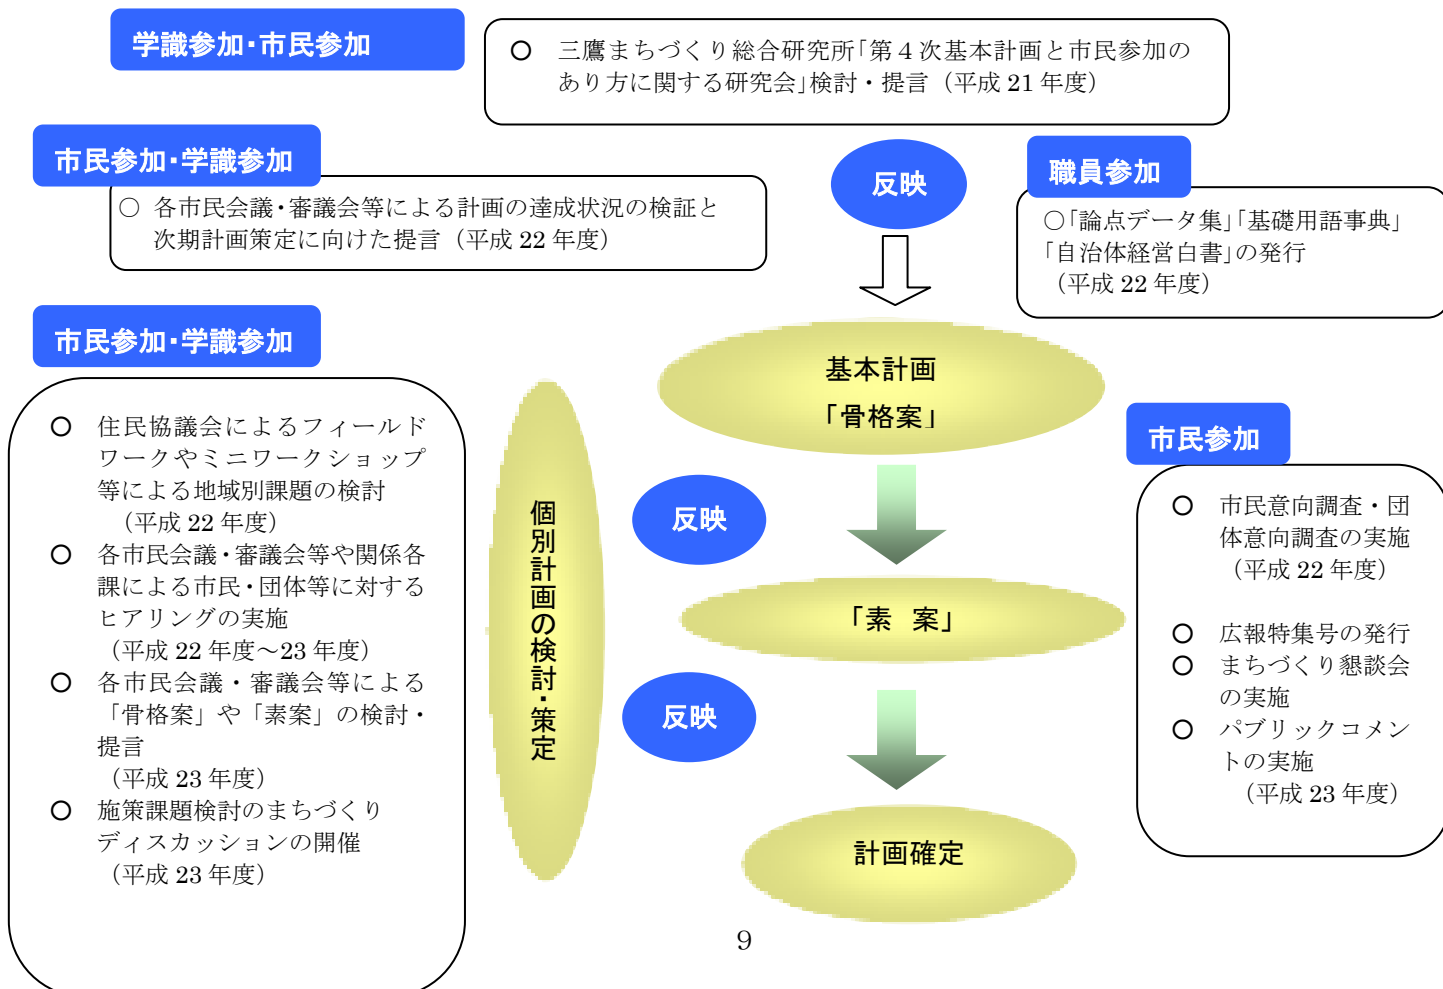 学識参加・市民参加
○ 三鷹まちづくり総合研究所「第４次基本計画と市民参加の
あり方に関する研究会」検討・提言（平成 21 年度）
市民参加・学識参加
○ 各市民会議・審議会等による計画の達成状況の検証と
次期計画策定に向けた提言（平成 22 年度）
反映
職員参加
○「論点データ集」「基礎用語事典」
「自治体経営白書」の発行
（平成 22 年度）
市民参加・学識参加
○ 住民協議会によるフィールド
ワークやミニワークショップ
等による地域別課題の検討
（平成 22 年度）
○ 各市民会議・審議会等や関係各
課による市民・団体等に対する
ヒアリングの実施
（平成 22 年度～23 年度）
○ 各市民会議・審議会等による
「骨格案」や「素案」の検討・
提言
（平成 23 年度）
○ 施策課題検討のまちづくり
ディスカッションの開催
（平成 23 年度）
個別計画の検討・策定
基本計画
「骨格案」
反映
「素　案」
反映
計画確定
市民参加
○ 市民意向調査・団
体意向調査の実施
（平成 22 年度）
○ 広報特集号の発行
○ まちづくり懇談会
の実施
○ パブリックコメン
トの実施
（平成 23 年度）
9